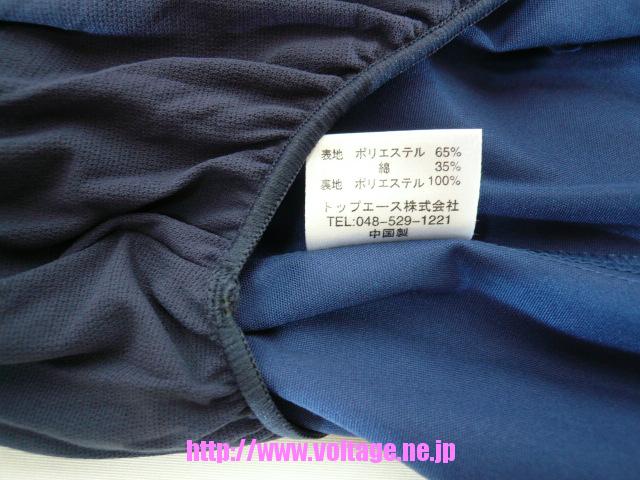 表地 ポリエステル 65%
綿 35%
裏地 ポリエステル 100%
トップエース株式会社
TEL:048-529-1221
中国製
http://www.voltage.ne.jp